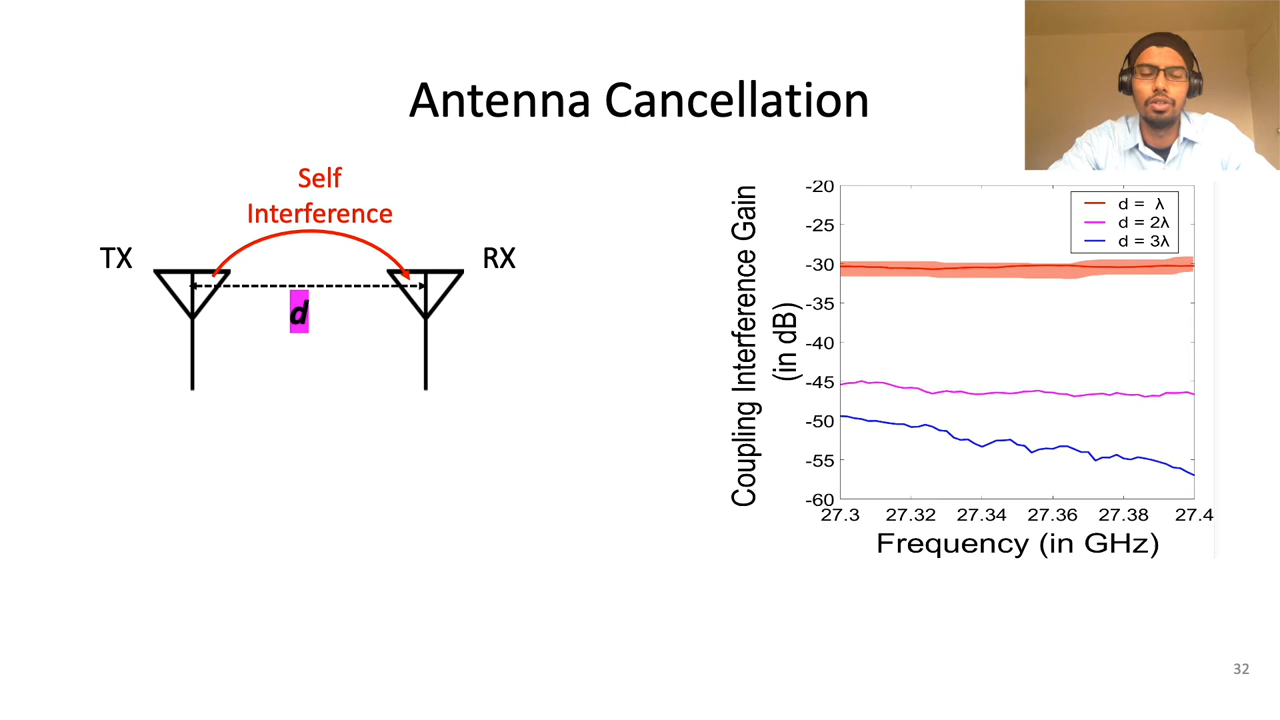 Antenna Cancellation
Self
Interference
TX
RX
d
Coupling Interference Gain
(in dB)
-20
-25
-30
-35
-40
-45
-50
-55
-60
d = λ
d = 2λ
d = 3λ
27.3 27.32 27.34 27.36 27.38 27.4
Frequency (in GHz)
32